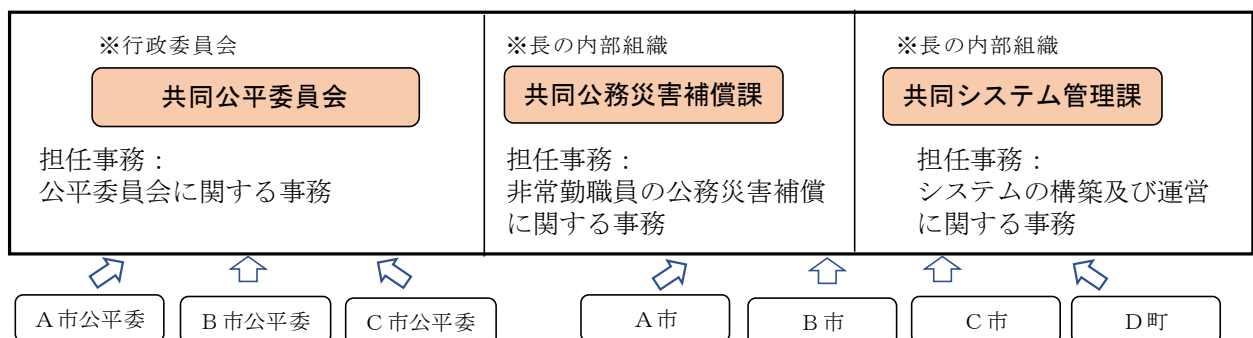 ※行政委員会
共同公平委員会
担任事務：
公平委員会に関する事務
※長の内部組織
共同公務災害補償課
担任事務：
非常勤職員の公務災害補償
に関する事務
※長の内部組織
共同システム管理課
担任事務：
システムの構築及び運営
に関する事務
Ａ市公平委
Ｂ市公平委
Ｃ市公平委
Ａ市
Ｂ市
Ｃ市
Ｄ町